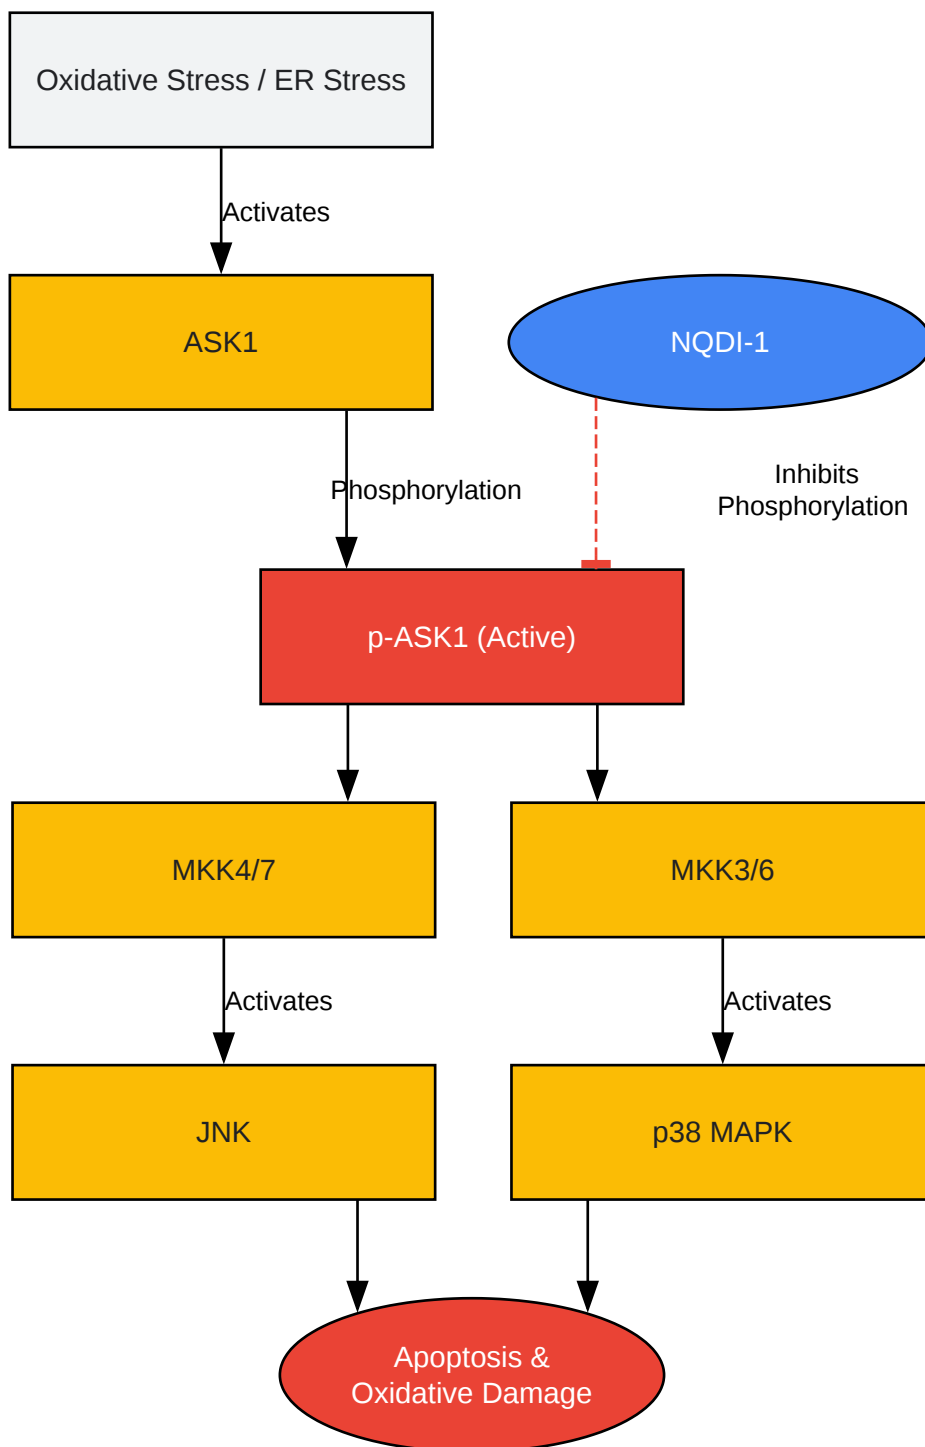 Oxidative Stress / ER Stress
Activates
ASK1
NQDI-1
Phosphorylation
Inhibits
Phosphorylation
p-ASK1 (Active)
MKK4/7
MKK3/6
Activates
Activates
JNK
p38 MAPK
Apoptosis &
Oxidative Damage